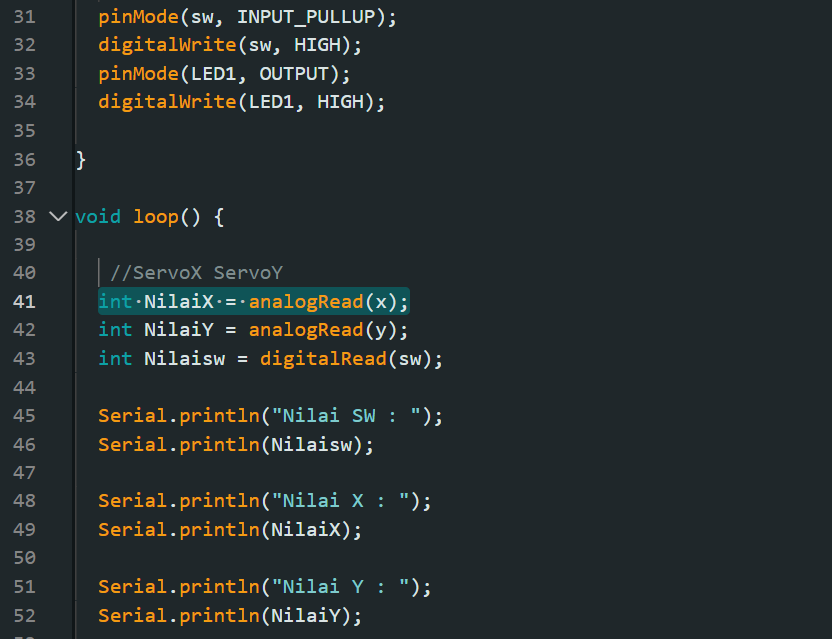 31 pinMode(sw, INPUT_PULLUP);
32 digitalWrite(sw, HIGH);
33 pinMode(LED1, OUTPUT);
34 digitalWrite(LED1, HIGH);
35
36 }
37
38 void loop() {
39
40 //ServoX ServoY
41 int·NilaiX·=·analogRead(x);
42 int NilaiY = analogRead(y);
43 int Nilaisw = digitalRead(sw);
44
45 Serial.println("Nilai SW : ");
46 Serial.println(Nilaisw);
47
48 Serial.println("Nilai X : ");
49 Serial.println(NilaiX);
50
51 Serial.println("Nilai Y : ");
52 Serial.println(NilaiY);